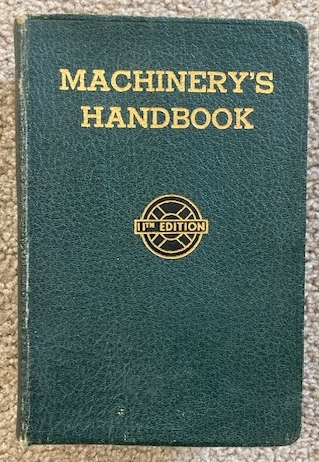 MACHINERY'S
HANDBOOK
11TH EDITION